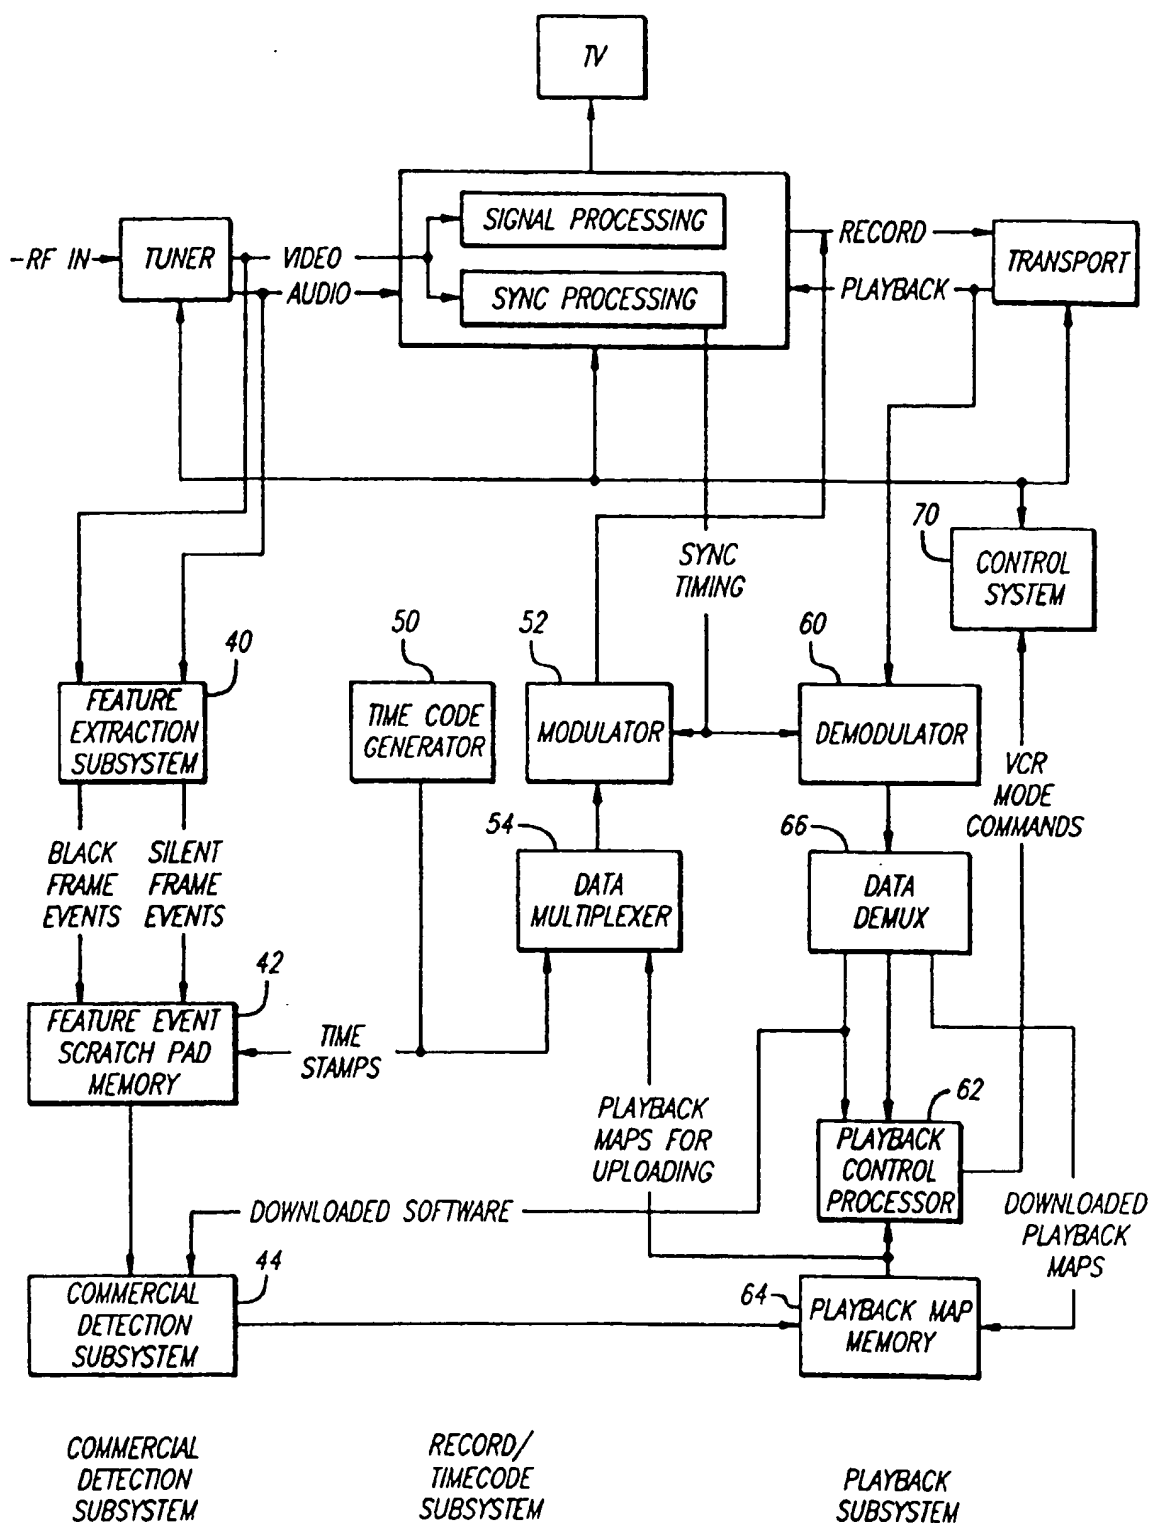 TV
SIGNAL PROCESSING
-RF IN
TUNER
VIDEO
AUDIO
SYNC PROCESSING
RECORD
PLAYBACK
TRANSPORT
70
CONTROL
SYSTEM
SYNC
TIMING
40
50
52
60
FEATURE
EXTRACTION
SUBSYSTEM
TIME CODE
GENERATOR
MODULATOR
DEMODULATOR
VCR
MODE
COMMANDS
BLACK
FRAME
EVENTS
SILENT
FRAME
EVENTS
54
DATA
MULTIPLEXER
66
DATA
DEMUX
42
FEATURE EVENT
SCRATCH PAD
MEMORY
TIME
STAMPS
PLAYBACK
MAPS FOR
UPLOADING
62
PLAYBACK
CONTROL
PROCESSOR
DOWNLOADED SOFTWARE
DOWNLOADED
PLAYBACK
MAPS
44
COMMERCIAL
DETECTION
SUBSYSTEM
64
PLAYBACK MAP
MEMORY
COMMERCIAL
DETECTION
SUBSYSTEM
RECORD/
TIMECODE
SUBSYSTEM
PLAYBACK
SUBSYSTEM